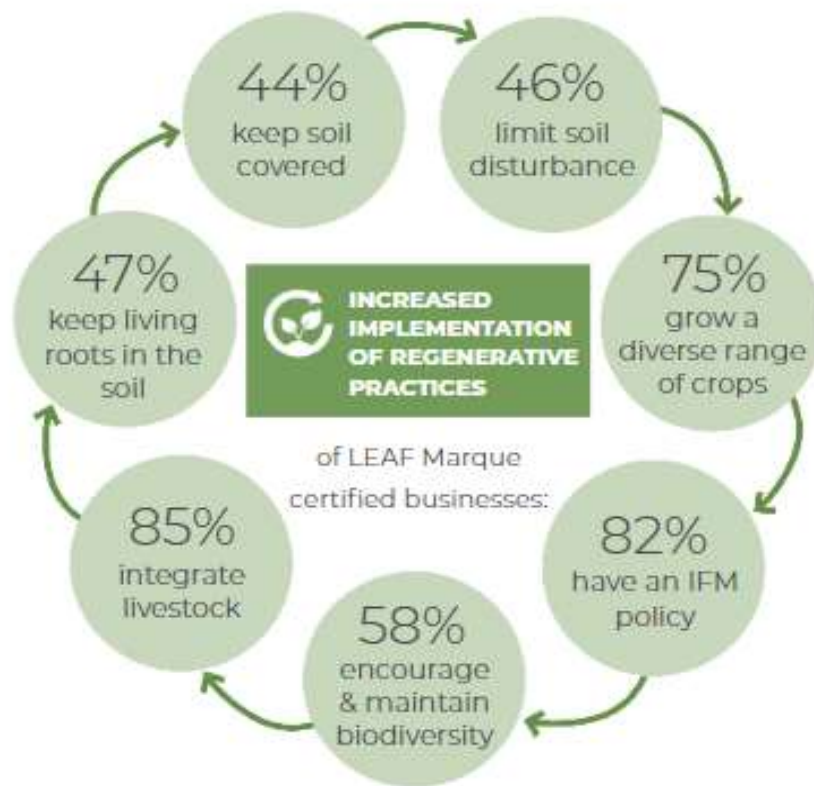 INCREASED
IMPLEMENTATION
OF REGENERATIVE
PRACTICES
of LEAF Marque
certified businesses:
44%
keep soil
covered
46%
limit soil
disturbance
75%
grow a
diverse range
of crops
82%
have an IFM
policy
58%
encourage
& maintain
biodiversity
85%
integrate
livestock
47%
keep living
roots in the
soil